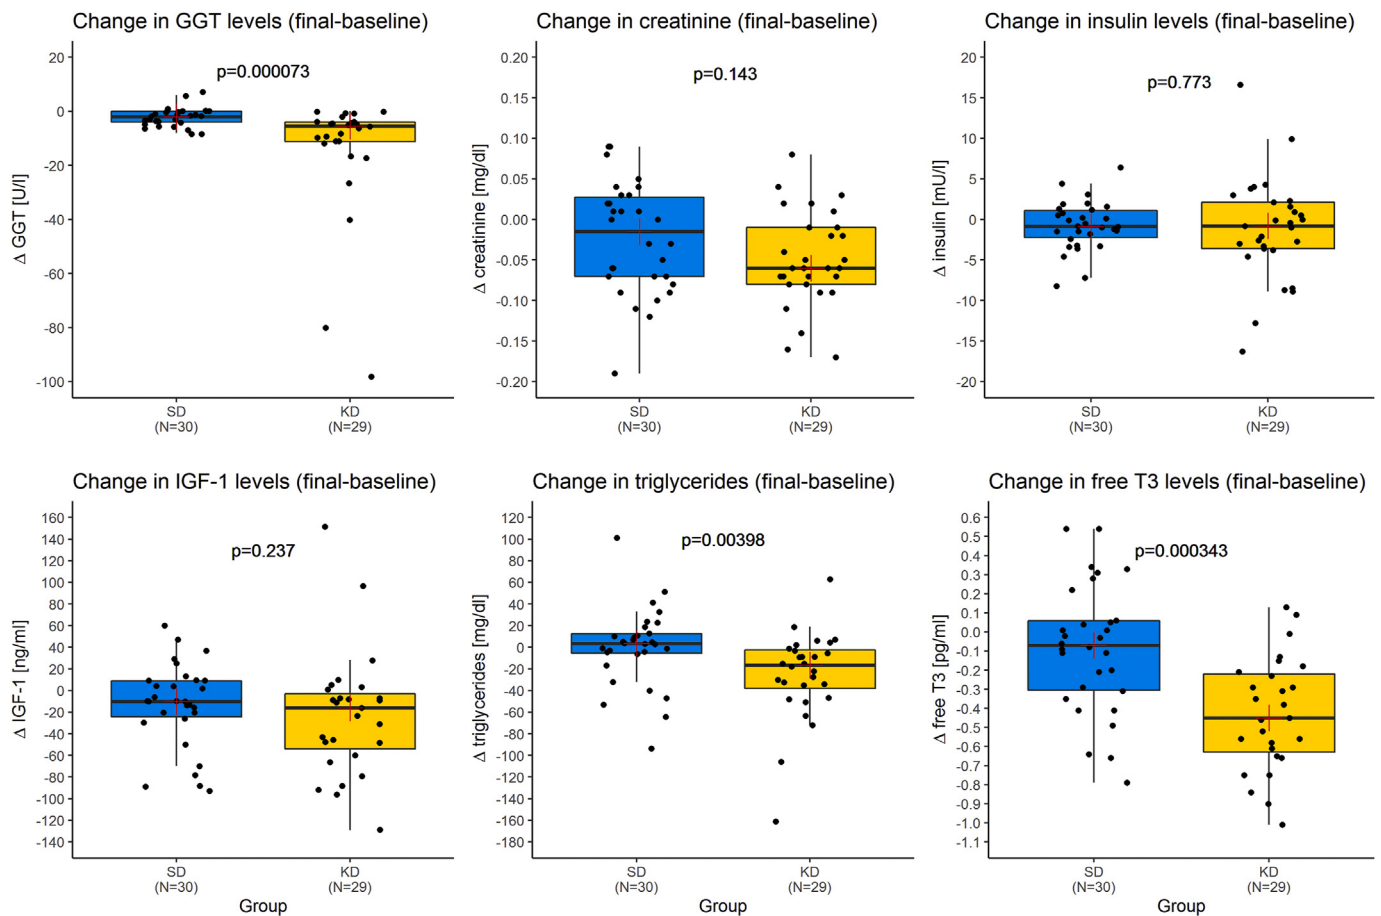 Change in GGT levels (final-baseline)
Δ GGT [U/l]
20
0
-20
-40
-60
-80
-100
p=0.000073
SD
(N=30)
KD
(N=29)
Change in creatinine (final-baseline)
Δ creatinine [mg/dl]
0.20
0.15
0.10
0.05
0.00
-0.05
-0.10
-0.15
-0.20
p=0.143
SD
(N=30)
KD
(N=29)
Change in insulin levels (final-baseline)
Δ insulin [mU/l]
20
15
10
5
0
-5
-10
-15
-20
p=0.773
SD
(N=30)
KD
(N=29)
Change in IGF-1 levels (final-baseline)
Δ IGF-1 [ng/ml]
160
140
120
100
80
60
40
20
0
-20
-40
-60
-80
-100
-120
-140
p=0.237
SD
(N=30)
KD
(N=29)
Group
Change in triglycerides (final-baseline)
Δ triglycerides [mg/dl]
120
100
80
60
40
20
0
-20
-40
-60
-80
-100
-120
-140
-160
-180
p=0.00398
SD
(N=30)
KD
(N=29)
Group
Change in free T3 levels (final-baseline)
Δ free T3 [pg/ml]
0.6
0.5
0.4
0.3
0.2
0.1
0.0
-0.1
-0.2
-0.3
-0.4
-0.5
-0.6
-0.7
-0.8
-0.9
-1.0
-1.1
p=0.000343
SD
(N=30)
KD
(N=29)
Group